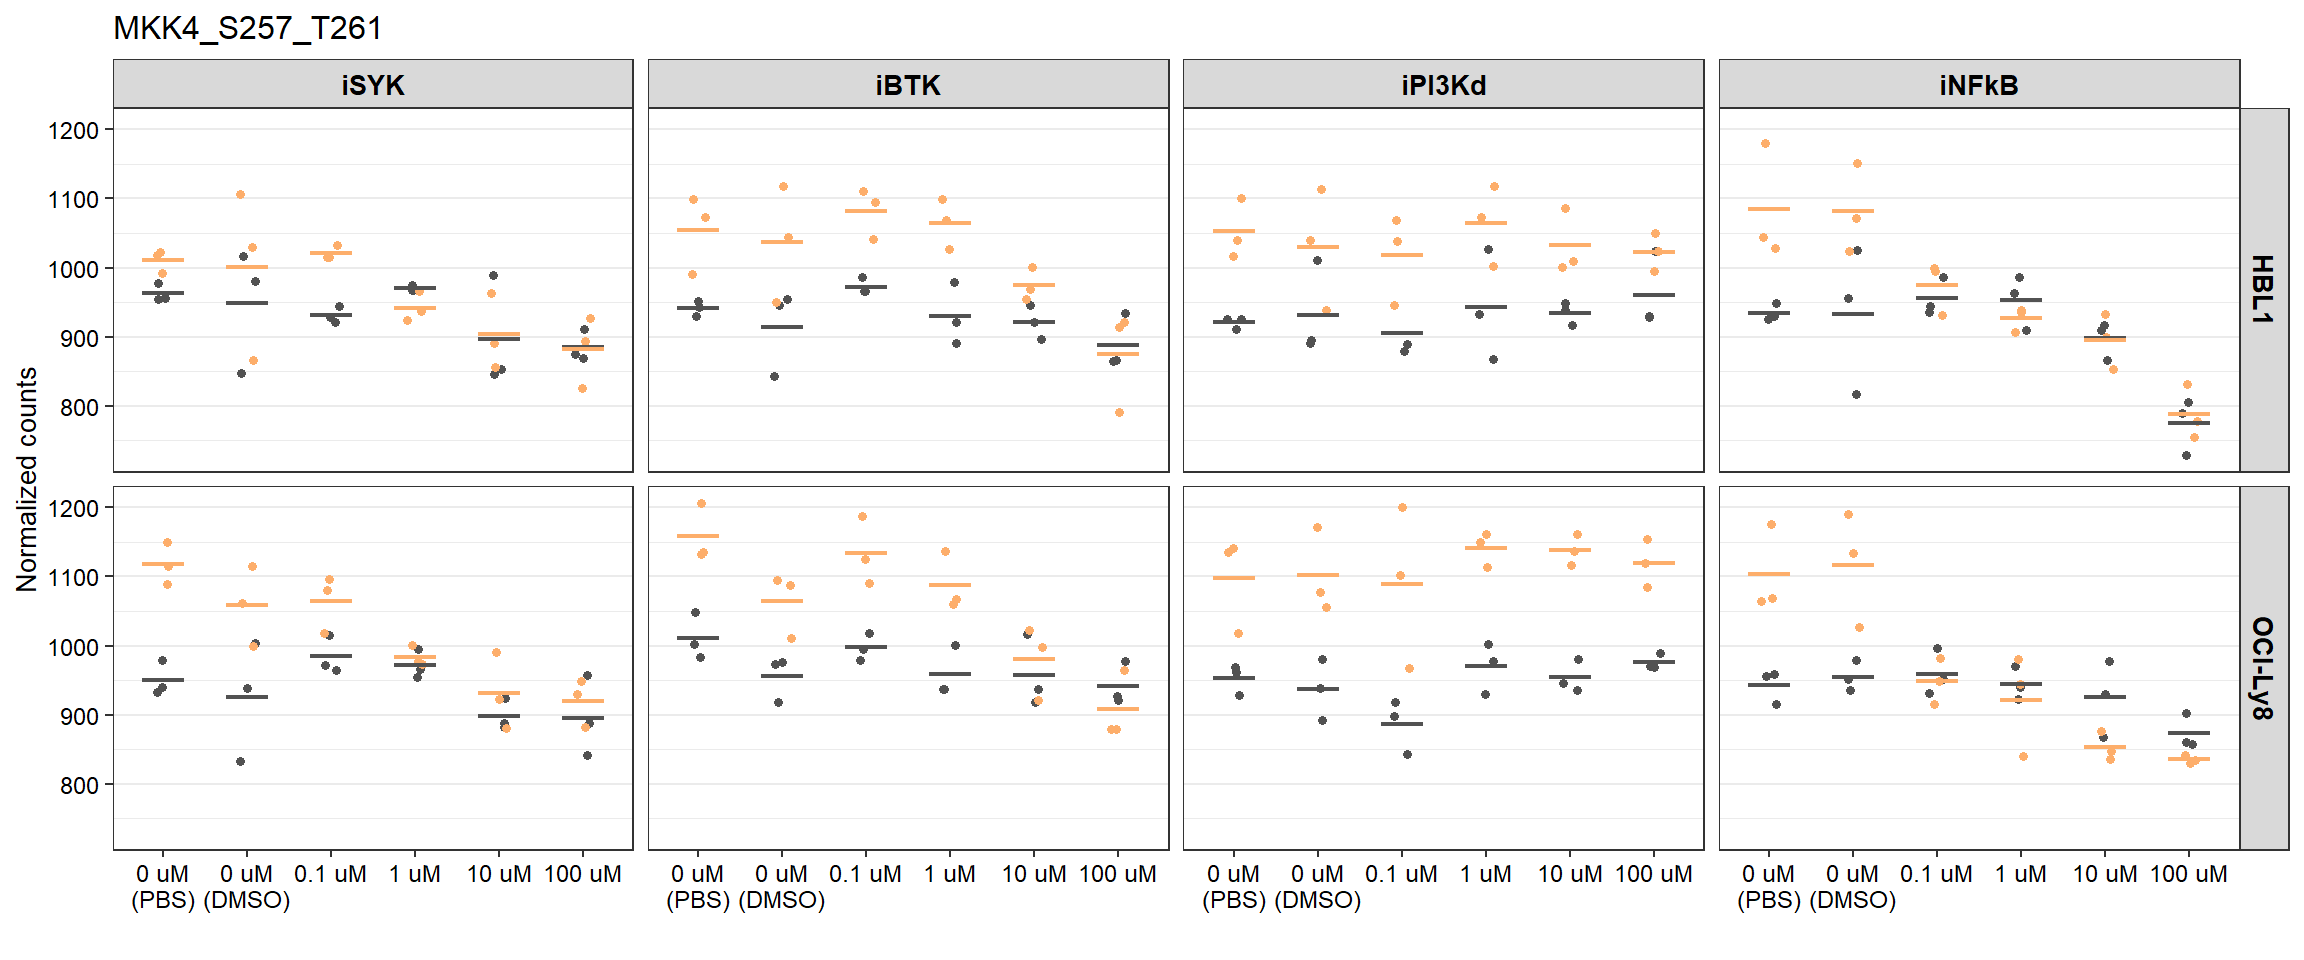 MKK4_S257_T261
iSYK
iBTK
iPI3Kd
iNFkB
1200
1100
1000
900
800
HBL1
Normalized counts
1200
1100
1000
900
800
OCI-Ly8
0 uM 0 uM 0.1 uM 1 uM 10 uM 100 uM
(PBS) (DMSO)
0 uM 0 uM 0.1 uM 1 uM 10 uM 100 uM
(PBS) (DMSO)
0 uM 0 uM 0.1 uM 1 uM 10 uM 100 uM
(PBS) (DMSO)
0 uM 0 uM 0.1 uM 1 uM 10 uM 100 uM
(PBS) (DMSO)